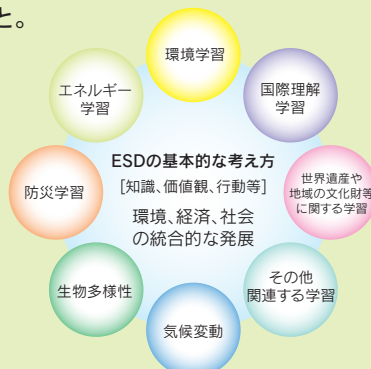 と。
環境学習
エネルギー
学習
国際理解
学習
ESDの基本的な考え方
[知識、価値観、行動等]
環境、経済、社会
の統合的な発展
防災学習
世界遺産や
地域の文化財等
に関する学習
生物多様性
その他
関連する学習
気候変動